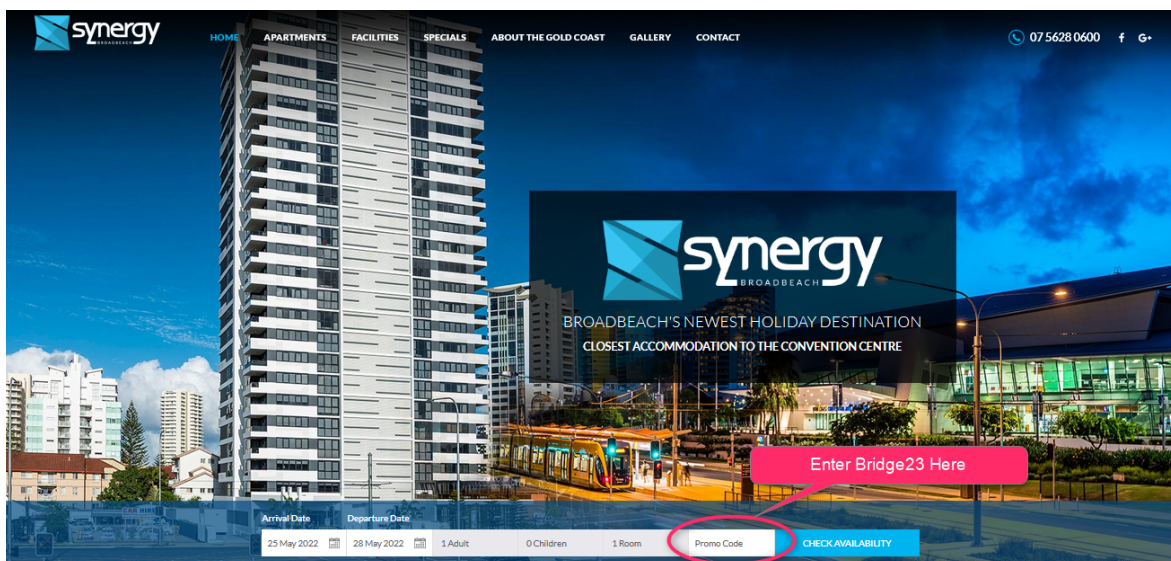 synergy
BROADBEACH
HOME APARTMENTS FACILITIES SPECIALS ABOUT THE GOLD COAST GALLERY CONTACT
07 5628 0600 f G+
synergy
BROADBEACH
BROADBEACH'S NEWEST HOLIDAY DESTINATION
CLOSEST ACCOMMODATION TO THE CONVENTION CENTRE
Enter Bridge23 Here
CAR HIRE
Arrival Date Departure Date
25 May 2022 28 May 2022 1 Adult 0 Children 1 Room Promo Code CHECK AVAILABILITY